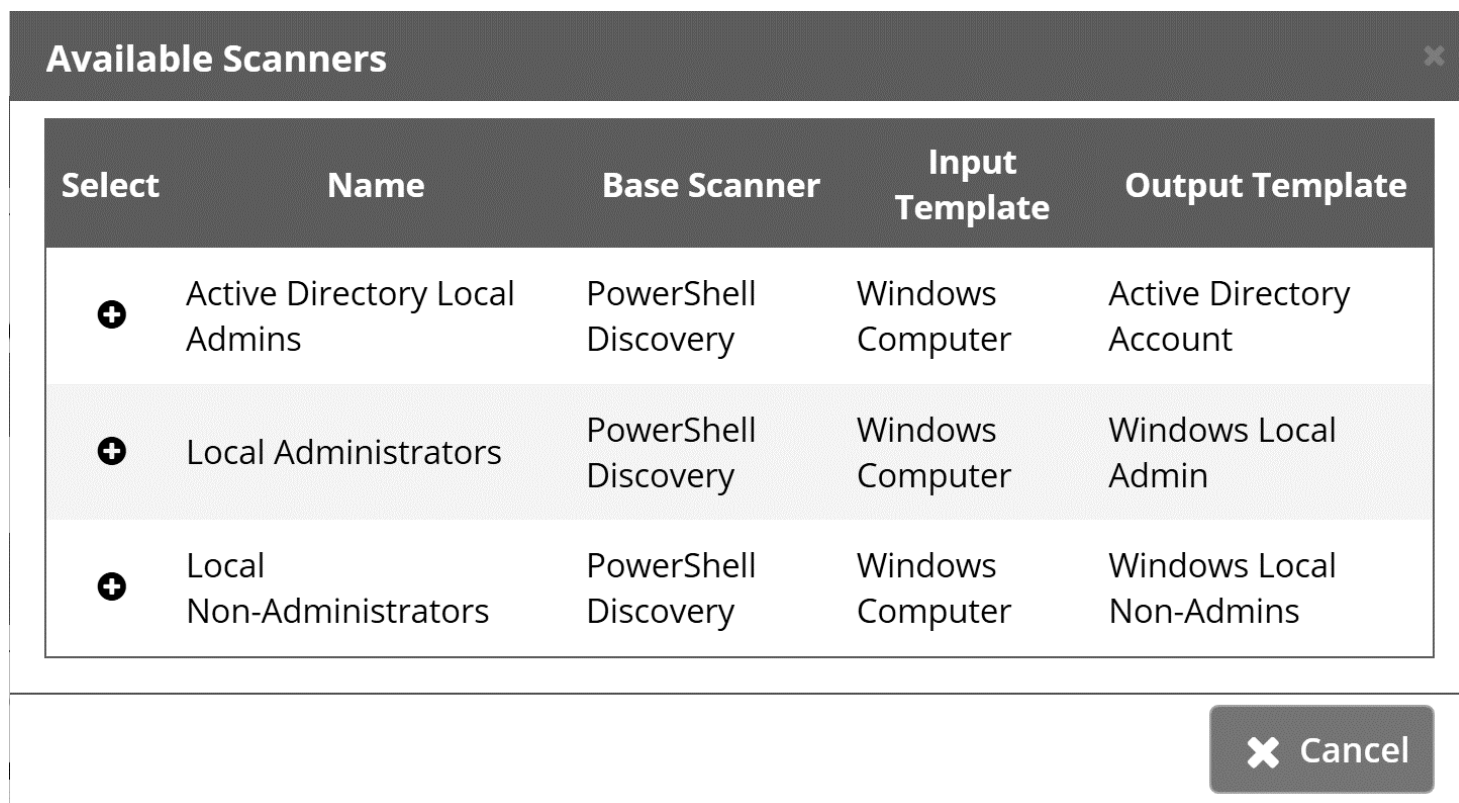 Available Scanners
Select Name Base Scanner Input Template Output Template
Active Directory Local Admins PowerShell Discovery Windows Computer Active Directory Account
Local Administrators PowerShell Discovery Windows Computer Windows Local Admin
Local Non-Administrators PowerShell Discovery Windows Computer Windows Local Non-Admins
Cancel